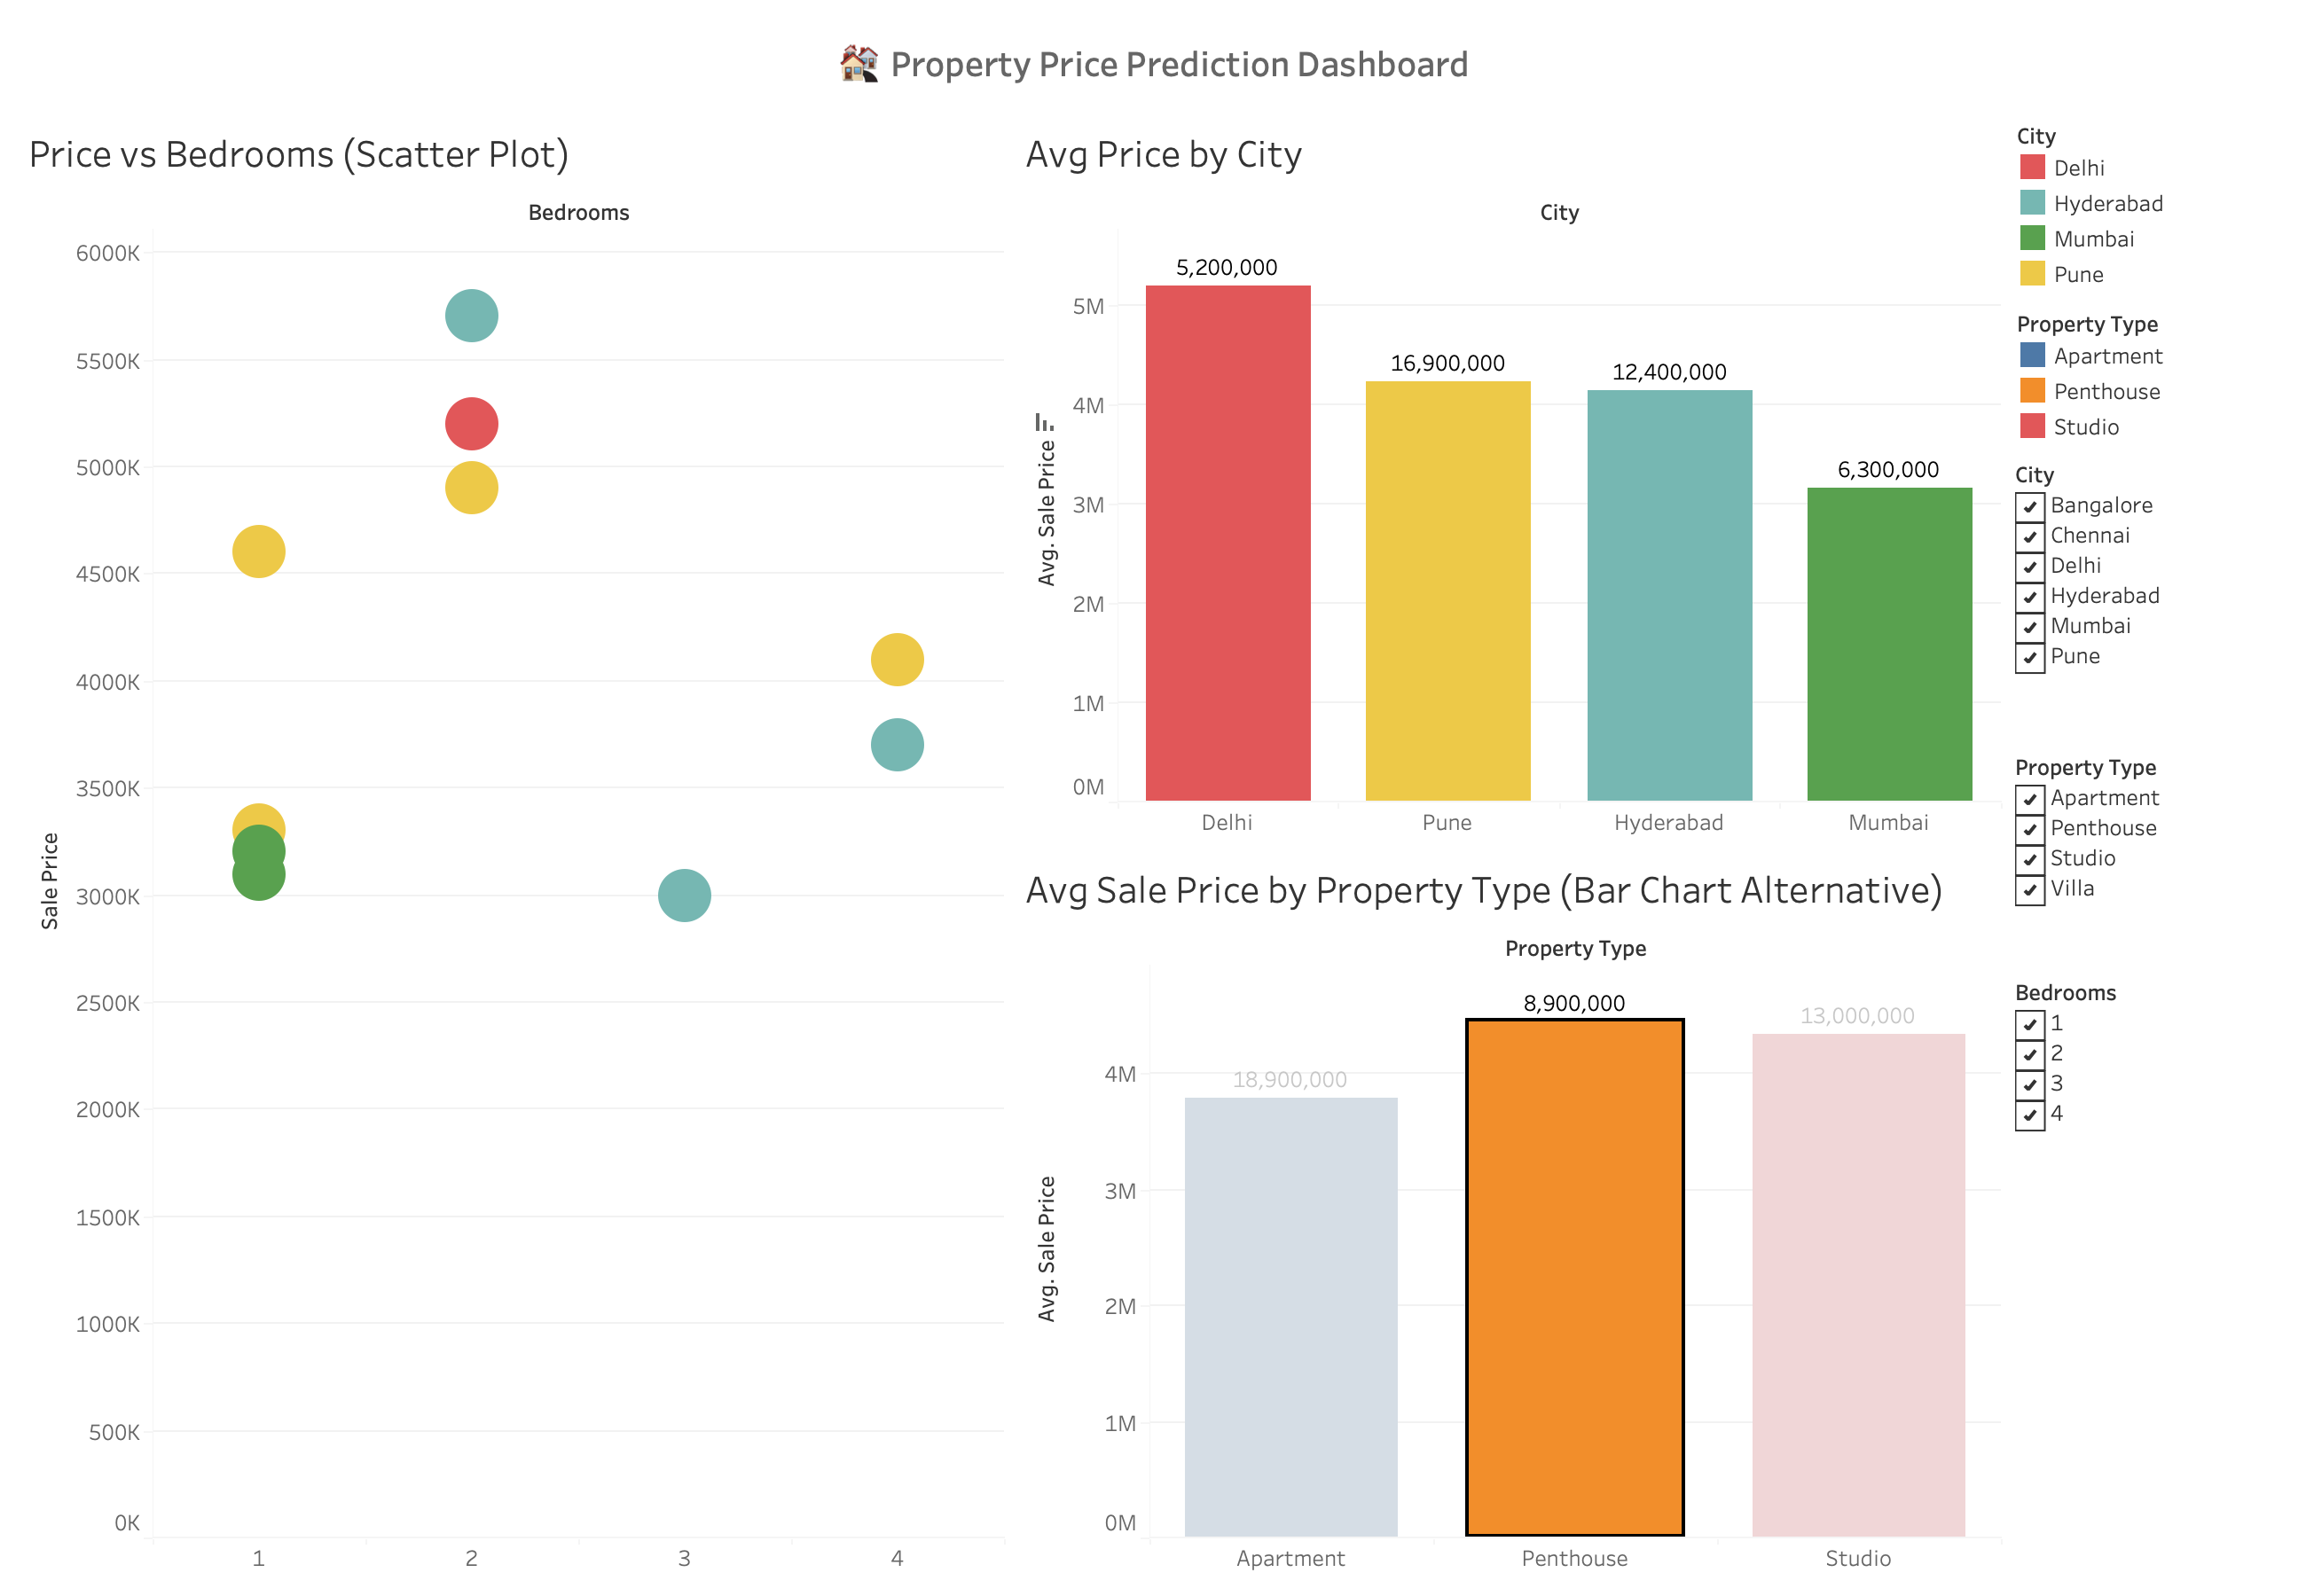 Property Price Prediction Dashboard
Price vs Bedrooms (Scatter Plot)
Bedrooms
Sale Price
6000K
5500K
5000K
4500K
4000K
3500K
3000K
2500K
2000K
1500K
1000K
500K
0K
1 2 3 4
Avg Price by City
City
Avg. Sale Price
5M
4M
3M
2M
1M
0M
5,200,000
16,900,000
12,400,000
6,300,000
Delhi Pune Hyderabad Mumbai
Avg Sale Price by Property Type (Bar Chart Alternative)
Property Type
Avg. Sale Price
4M
3M
2M
1M
0M
18,900,000
8,900,000
13,000,000
Apartment Penthouse Studio
City
Delhi
Hyderabad
Mumbai
Pune
Property Type
Apartment
Penthouse
Studio
City
Bangalore
Chennai
Delhi
Hyderabad
Mumbai
Pune
Property Type
Apartment
Penthouse
Studio
Villa
Bedrooms
1
2
3
4